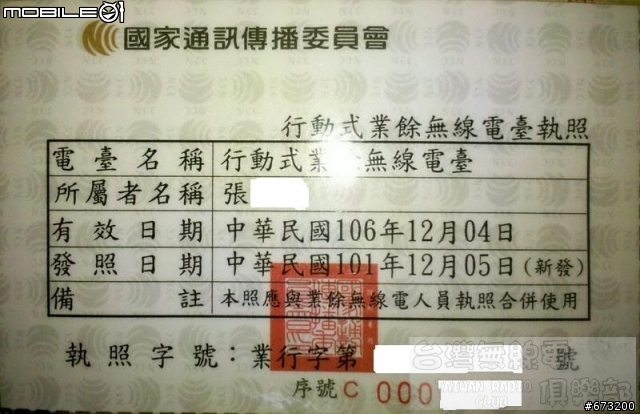 MOBILE01
國家通訊傳播委員會
行動式業餘無線電臺執照
電臺名稱 行動式業餘無線電臺
所屬者名稱 張
有效日期 中華民國106年12月04日
發照日期 中華民國101年12月05日(新發)
備註 本照應與業餘無線電人員執照合併使用
執照字號：業行字第 號
序號 C 000
台灣無線電
TAIWAN RADIO
CLUB
俱樂部
#673200